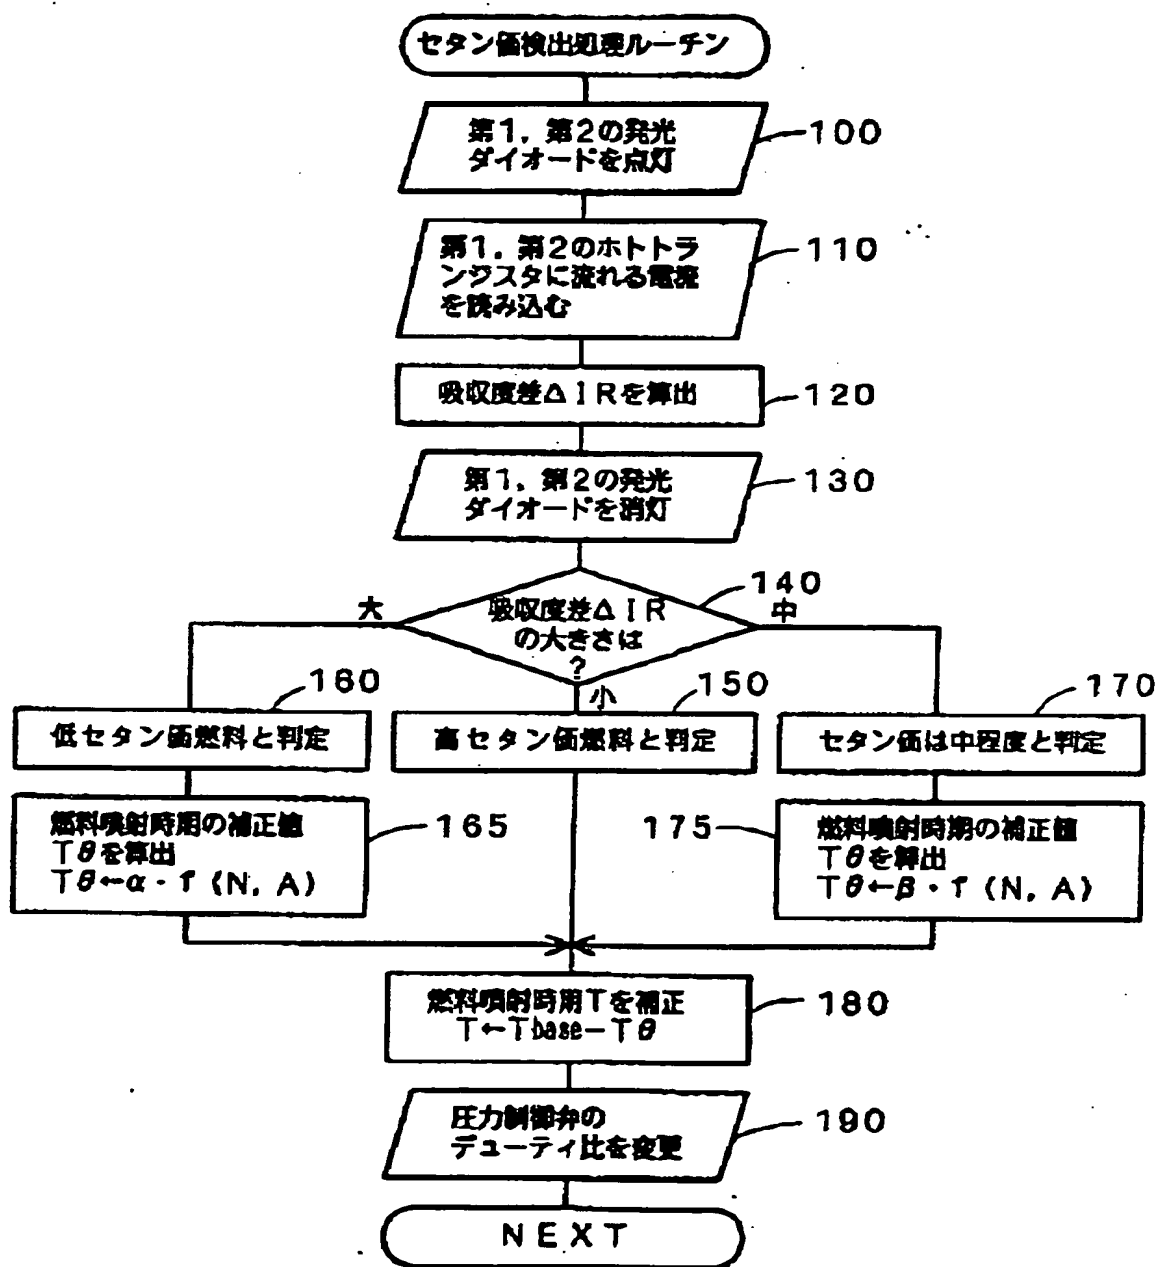 セタン価検出処理ルーチン
第1,第2の発光
ダイオードを点灯
100
第1,第2のホトトラ
ンジスタに流れる電流
を読み込む
110
吸収度差ΔIRを算出
120
第1,第2の発光
ダイオードを消灯
130
140
吸収度差ΔIR
の大きさは
?
大
中
小
160
150
170
低セタン価燃料と判定
高セタン価燃料と判定
セタン価は中程度と判定
燃料噴射時期の補正値
Tθを算出
Tθ←α・f(N,A)
165
175
燃料噴射時期の補正値
Tθを算出
Tθ←β・f(N,A)
燃料噴射時期Tを補正
T←Tbase−Tθ
180
圧力制御弁の
デューティ比を変更
190
NEXT